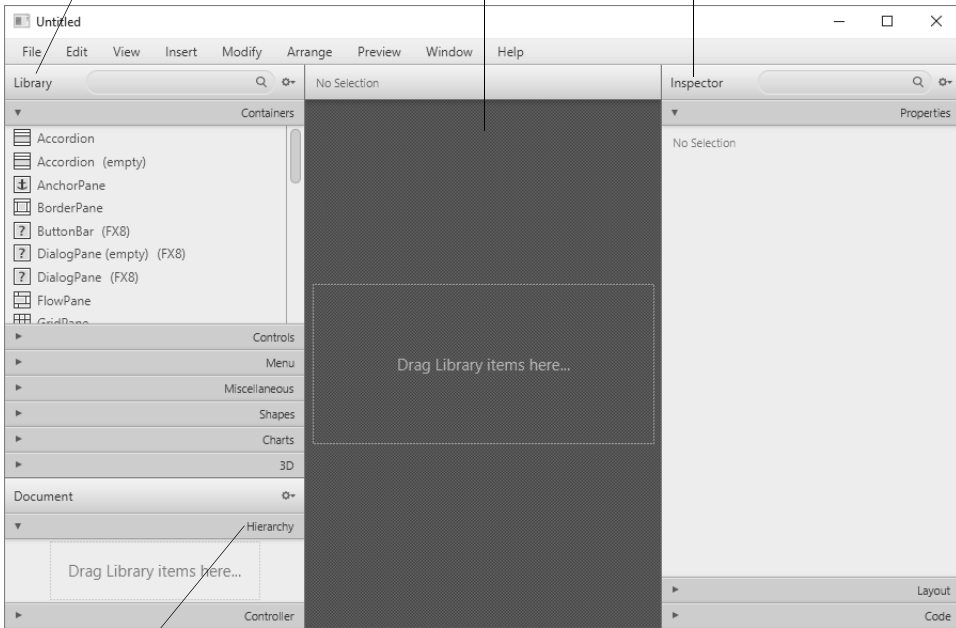 Untitled
File Edit View Insert Modify Arrange Preview Window Help
Library
No Selection
Inspector
Containers
Accordion
Accordion (empty)
AnchorPane
BorderPane
ButtonBar (FX8)
DialogPane (empty) (FX8)
DialogPane (FX8)
FlowPane
GridPane
Controls
Menu
Miscellaneous
Shapes
Charts
3D
Document
Hierarchy
Drag Library items here...
Controller
Drag Library items here...
Properties
No Selection
Layout
Code